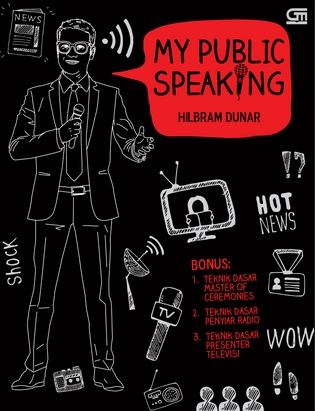 NEWS
MY PUBLIC
SPEAKING
HILBRAM DUNAR
!?
HOT
NEWS
SHOCK
BONUS:
1. TEKNIK DASAR
MASTER OF
CEREMONIES
2. TEKNIK DASAR
PENYIAR RADIO
3. TEKNIK DASAR
PRESENTER
TELEVISI
TV
WOW